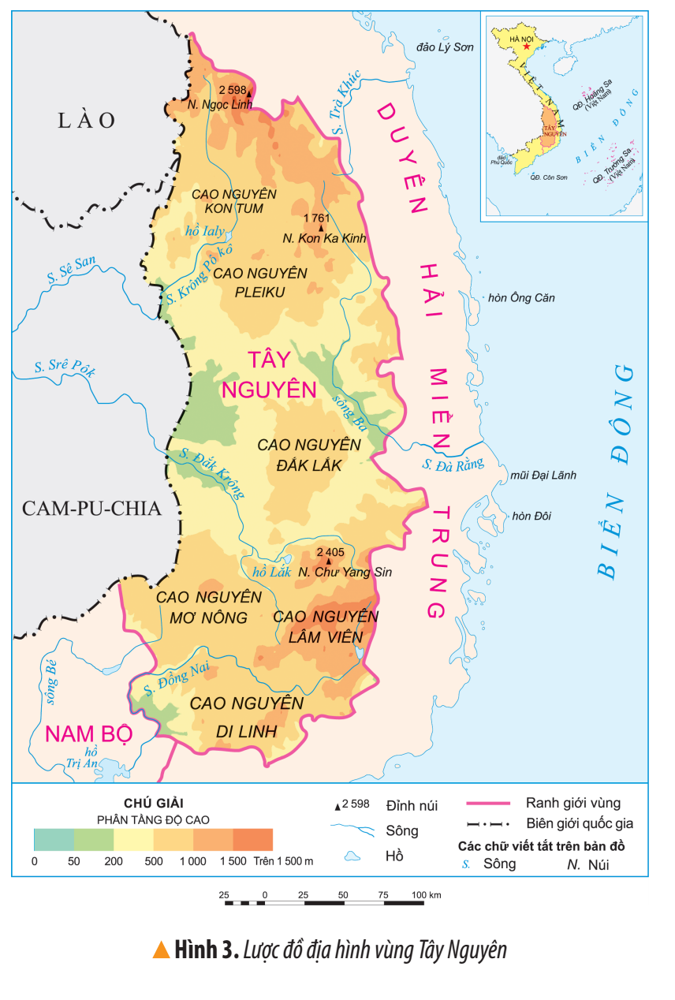 đảo Lý Sơn
HÀ NỘI
VIỆT NAM
QĐ. Hoàng Sa
(Việt Nam)
TÂY
NGUYÊN
BIỂN ĐÔNG
đảo
Phú Quốc
QĐ. Trường Sa
(Việt Nam)
QĐ. Côn Sơn
LÀO
2 598
N. Ngọc Linh
S. Trà Khúc
DUYÊN HẢI MIỀN TRUNG
CAO NGUYÊN
KON TUM
1 761
N. Kon Ka Kinh
hồ Ialy
S. Krông Pô kô
S. Sê San
CAO NGUYÊN
PLEIKU
hòn Ông Căn
TÂY
NGUYÊN
S. Srê Pôk
sông Ba
BIỂN ĐÔNG
CAO NGUYÊN
ĐẮK LẮK
S. Đắk Krông
S. Đà Rằng
mũi Đại Lãnh
CAM-PU-CHIA
hòn Đôi
2 405
hồ Lắk
N. Chư Yang Sin
CAO NGUYÊN
MƠ NÔNG
CAO NGUYÊN
LÂM VIÊN
sông Bé
S. Đồng Nai
CAO NGUYÊN
DI LINH
NAM BỘ
hồ
Trị An
CHÚ GIẢI
PHÂN TẦNG ĐỘ CAO
0 50 200 500 1 000 1 500 Trên 1 500 m
2 598 Đỉnh núi
Sông
Hồ
Ranh giới vùng
Biên giới quốc gia
Các chữ viết tắt trên bản đồ
S. Sông N. Núi
25 0 25 50 75 100 km
Hình 3. Lược đồ địa hình vùng Tây Nguyên